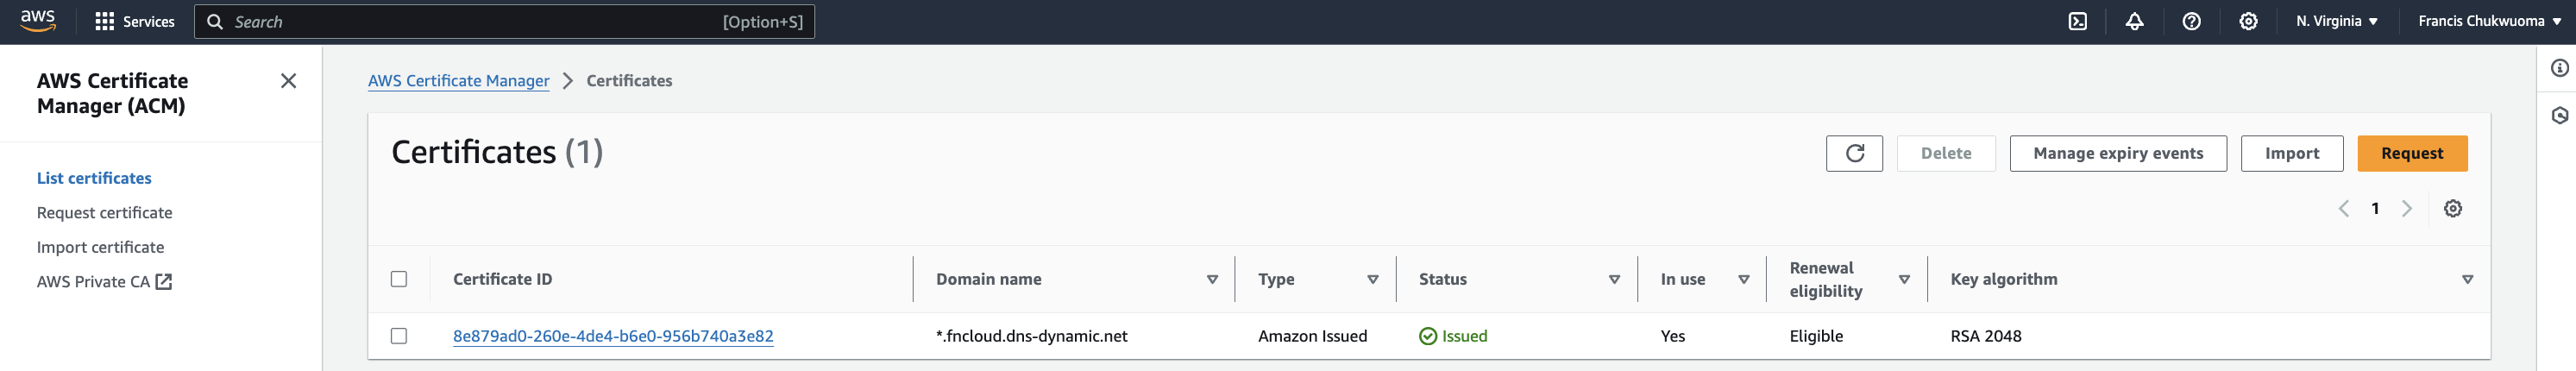 aws
Services
Search
[Option+S]
N. Virginia
Francis Chukwuoma
AWS Certificate
Manager (ACM)
List certificates
Request certificate
Import certificate
AWS Private CA
AWS Certificate Manager
Certificates
Certificates (1)
Delete
Manage expiry events
Import
Request
1
Certificate ID
Domain name
Type
Status
In use
Renewal
eligibility
Key algorithm
8e879ad0-260e-4de4-b6e0-956b740a3e82
*.fncloud.dns-dynamic.net
Amazon Issued
Issued
Yes
Eligible
RSA 2048